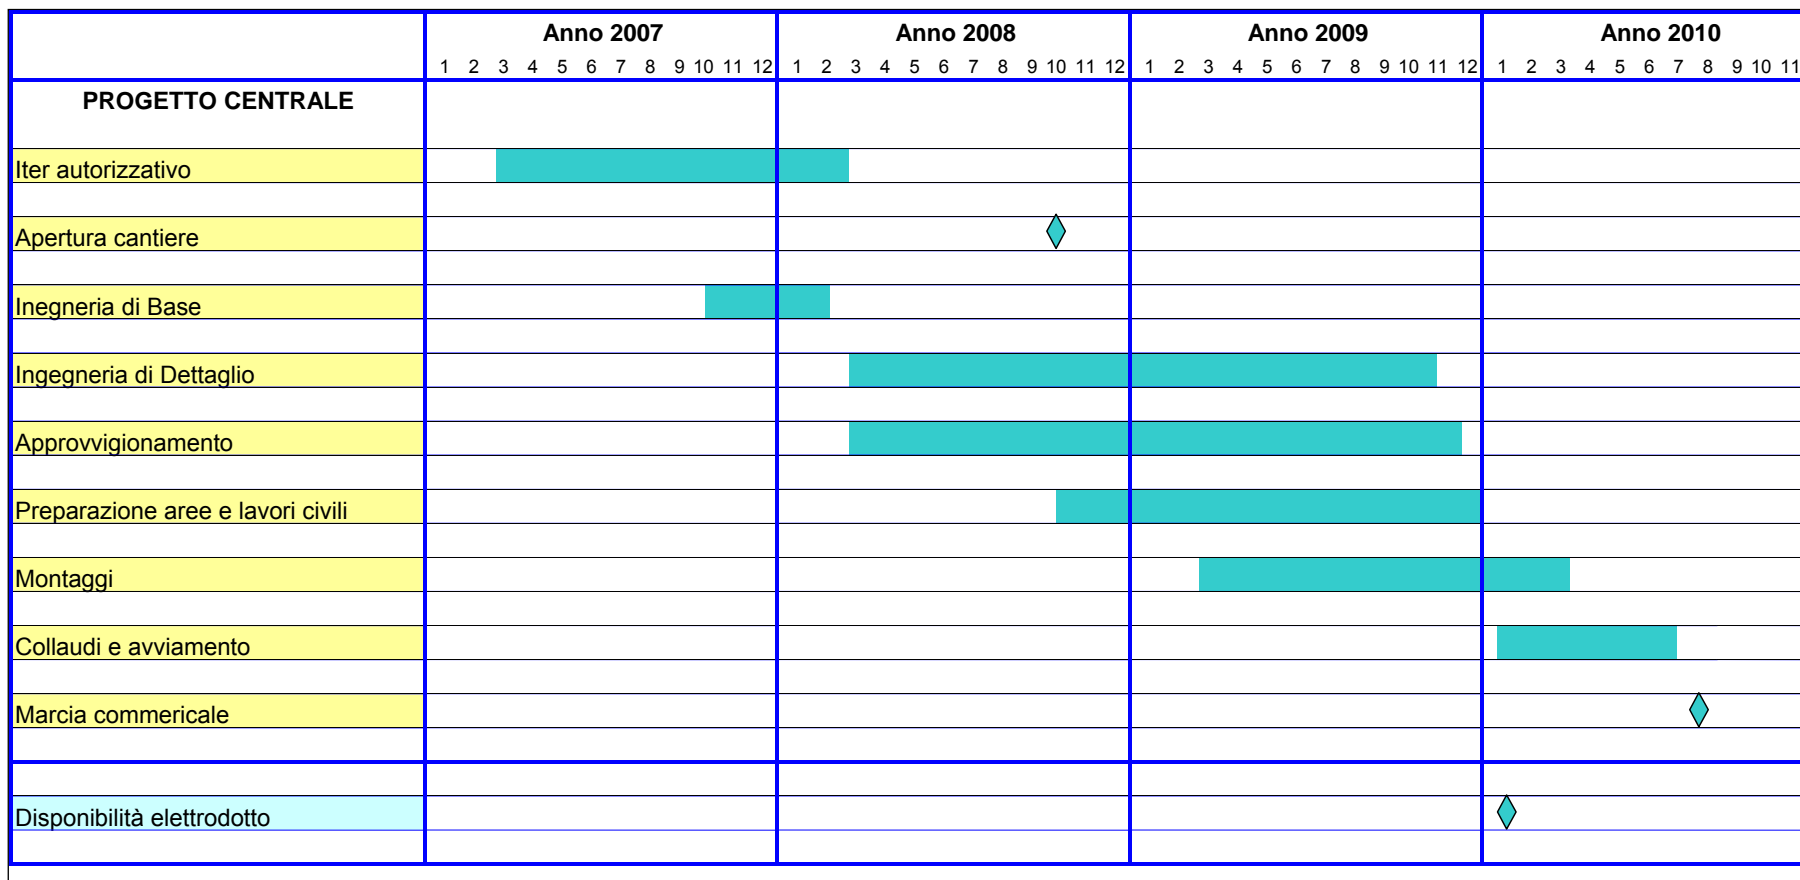 Anno 2007 Anno 2008 Anno 2009 Anno 2010
1 2 3 4 5 6 7 8 9 10 11 12 1 2 3 4 5 6 7 8 9 10 11 12 1 2 3 4 5 6 7 8 9 10 11 12 1 2 3 4 5 6 7 8 9 10 11
PROGETTO CENTRALE
Iter autorizzativo
Apertura cantiere
Inegneria di Base
Ingegneria di Dettaglio
Approvvigionamento
Preparazione aree e lavori civili
Montaggi
Collaudi e avviamento
Marcia commericale
Disponibilità elettrodotto